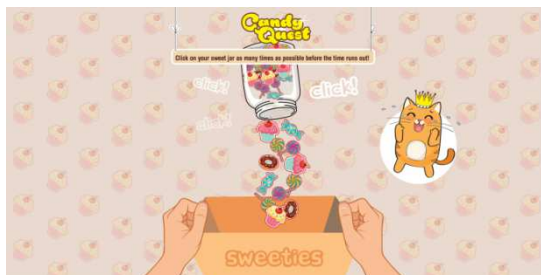 Candy
Quest
Click on your sweet jar as many times as possible before the time runs out!
click!
click!
click!
sweeties